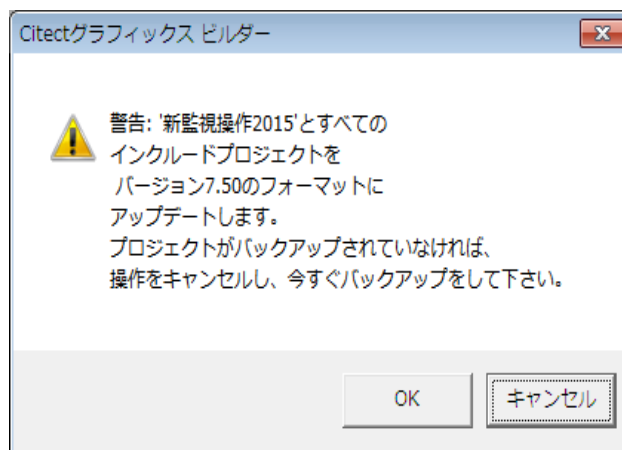 Citectグラフィックス ビルダー
警告: '新監視操作2015'とすべての
インクルードプロジェクトを
バージョン7.50のフォーマットに
アップデートします。
プロジェクトがバックアップされていなければ、
操作をキャンセルし、今すぐバックアップをして下さい。
OK
キャンセル